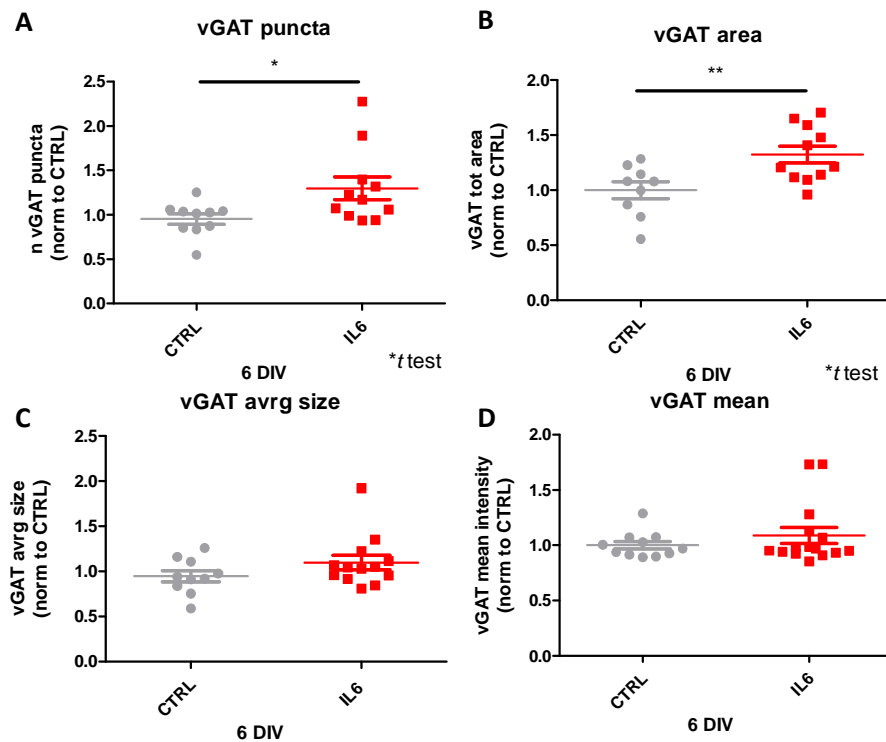 A
vGAT puncta
n vGAT puncta
(norm to CTRL)
2.5
2.0
1.5
1.0
0.5
0.0
*
CTRL
IL6
6 DIV
*t test
B
vGAT area
vGAT tot area
(norm to CTRL)
2.0
1.5
1.0
0.5
0.0
**
CTRL
IL6
6 DIV
*t test
C
vGAT avrg size
vGAT avrg size
(norm to CTRL)
2.5
2.0
1.5
1.0
0.5
0.0
CTRL
IL6
6 DIV
D
vGAT mean
vGAT mean intensity
(norm to CTRL)
2.0
1.5
1.0
0.5
0.0
CTRL
IL6
6 DIV